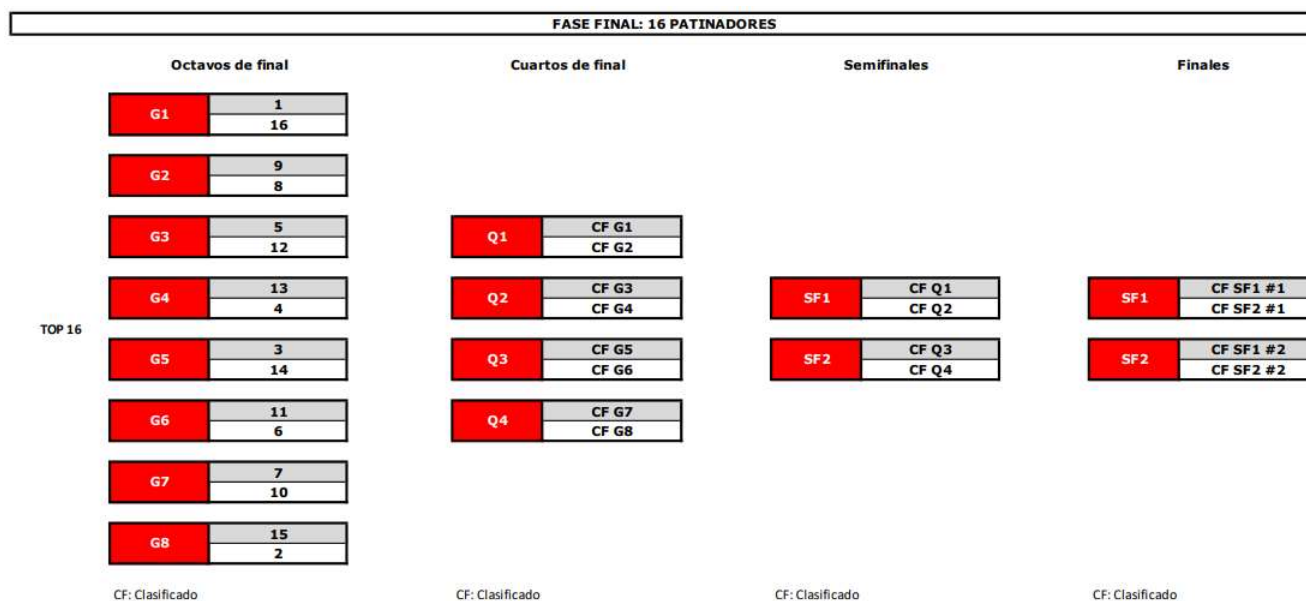 FASE FINAL: 16 PATINADORES
Octavos de final Cuartos de final Semifinales Finales
G1 1
16
G2 9
8
G3 5
12
Q1 CF G1
CF G2
G4 13
4
Q2 CF G3
CF G4
SF1 CF Q1
CF Q2
SF1 CF SF1 #1
CF SF2 #1
TOP 16
G5 3
14
Q3 CF G5
CF G6
SF2 CF Q3
CF Q4
SF2 CF SF1 #2
CF SF2 #2
G6 11
6
Q4 CF G7
CF G8
G7 7
10
G8 15
2
CF: Clasificado CF: Clasificado CF: Clasificado CF: Clasificado